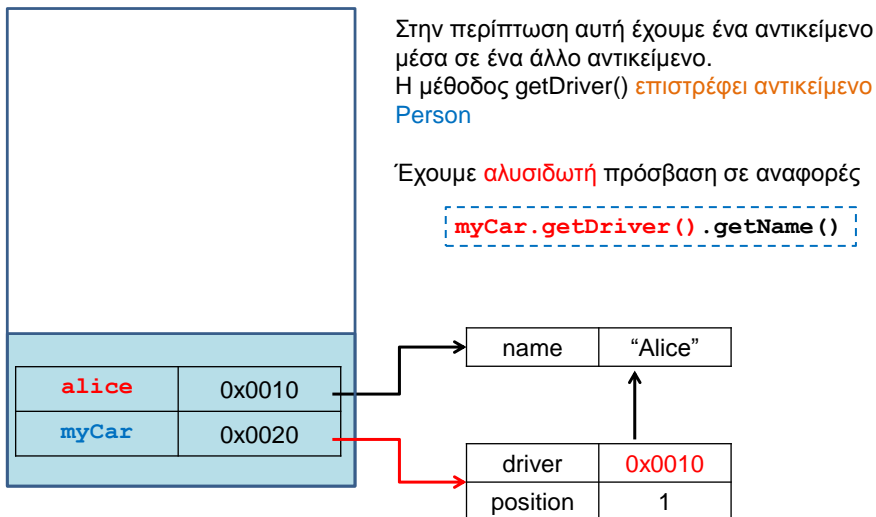 Στην περίπτωση αυτή έχουμε ένα αντικείμενο
μέσα σε ένα άλλο αντικείμενο.
Η μέθοδος getDriver() επιστρέφει αντικείμενο
Person
Έχουμε αλυσιδωτή πρόσβαση σε αναφορές
myCar.getDriver().getName()
name “Alice”
alice 0x0010
myCar 0x0020
driver 0x0010
position 1